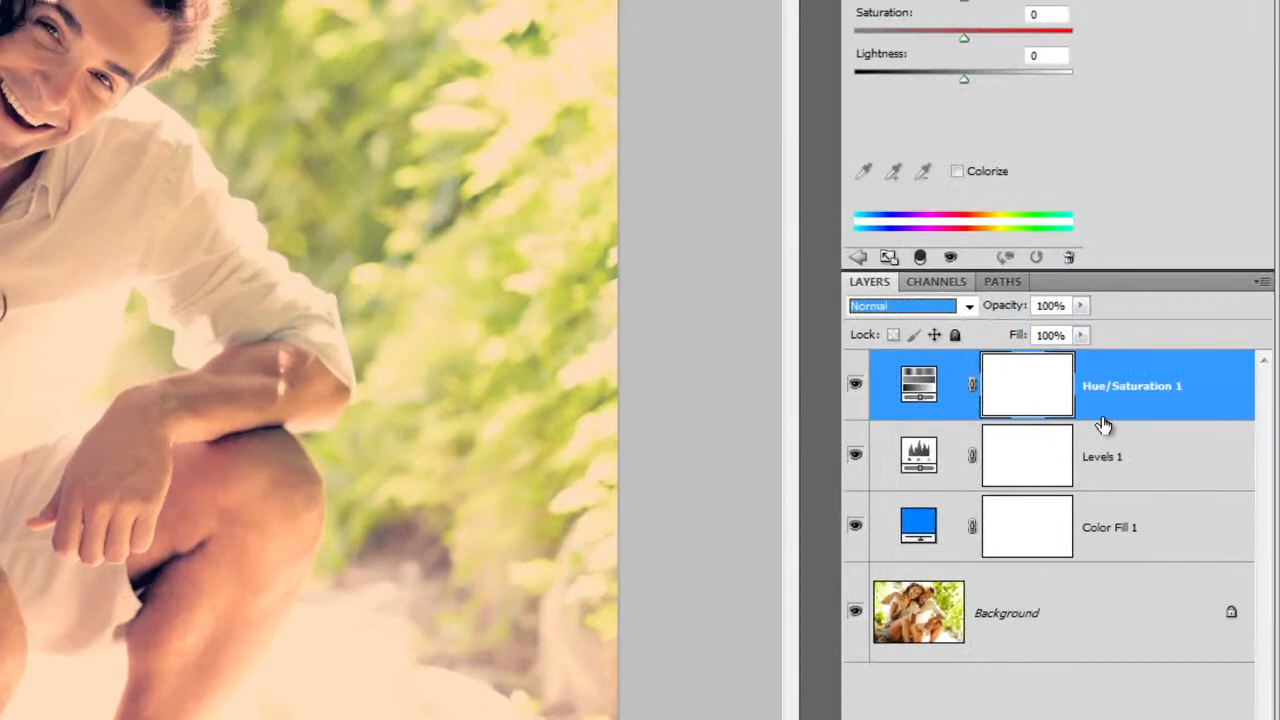 Saturation: 0
Lightness: 0
Colorize
LAYERS CHANNELS PATHS
Normal Opacity: 100%
Lock: Fill: 100%
Hue/Saturation 1
Levels 1
Color Fill 1
Background